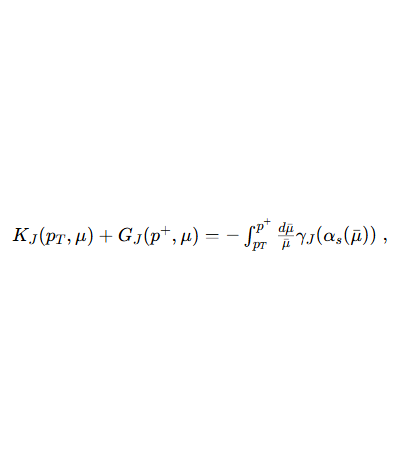 $K_J(p_T, \mu) + G_J(p^+, \mu) = -\int_{p_T}^{p^+} \frac{d\bar{\mu}}{\bar{\mu}} \gamma_J(\alpha_s(\bar{\mu}))\ ,$